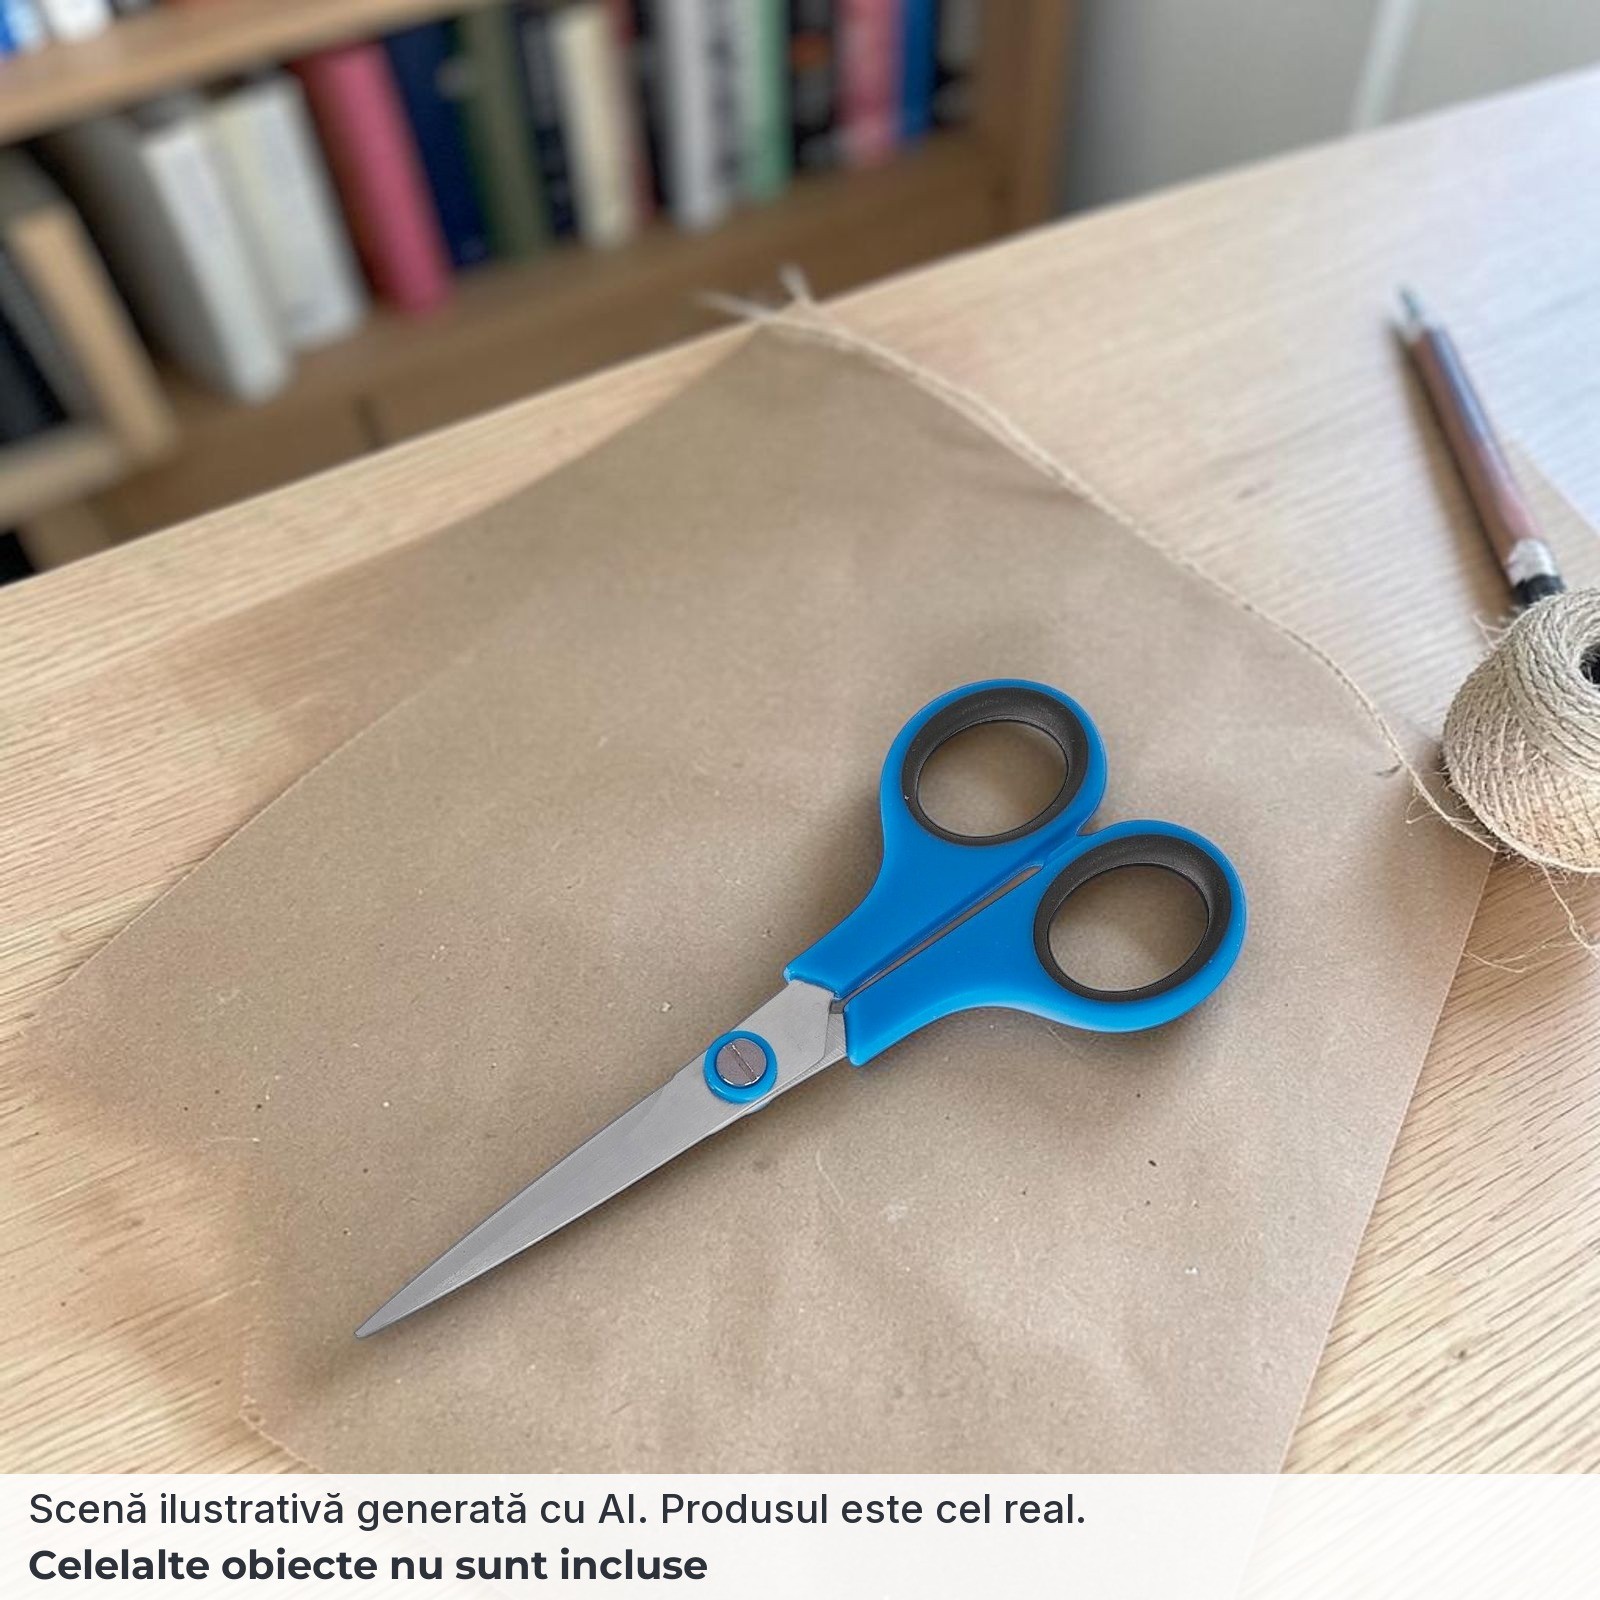 Scenă ilustrativă generată cu AI. Produsul este cel real.
Celelalte obiecte nu sunt incluse